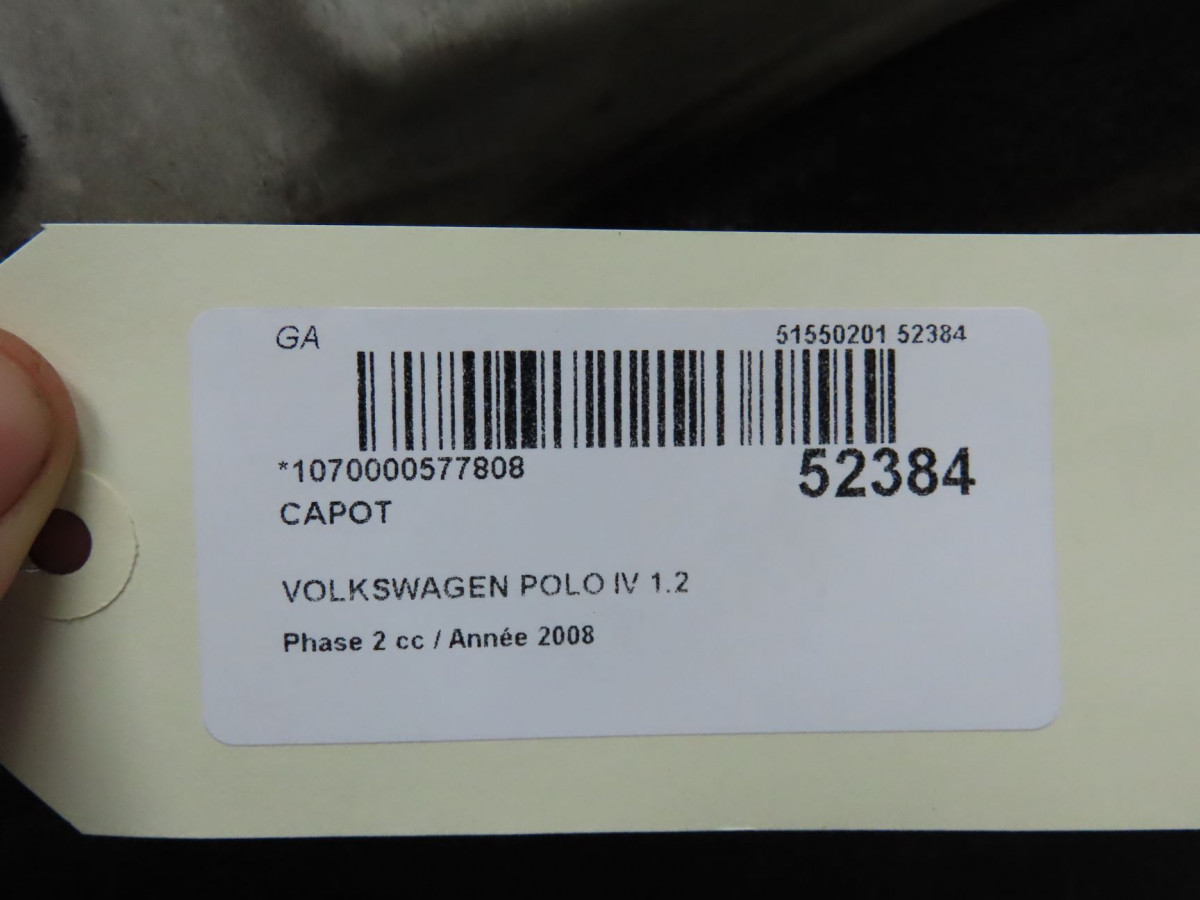 GA 51550201 52384
*1070000577808 52384
CAPOT
VOLKSWAGEN POLO IV 1.2
Phase 2 cc / Année 2008